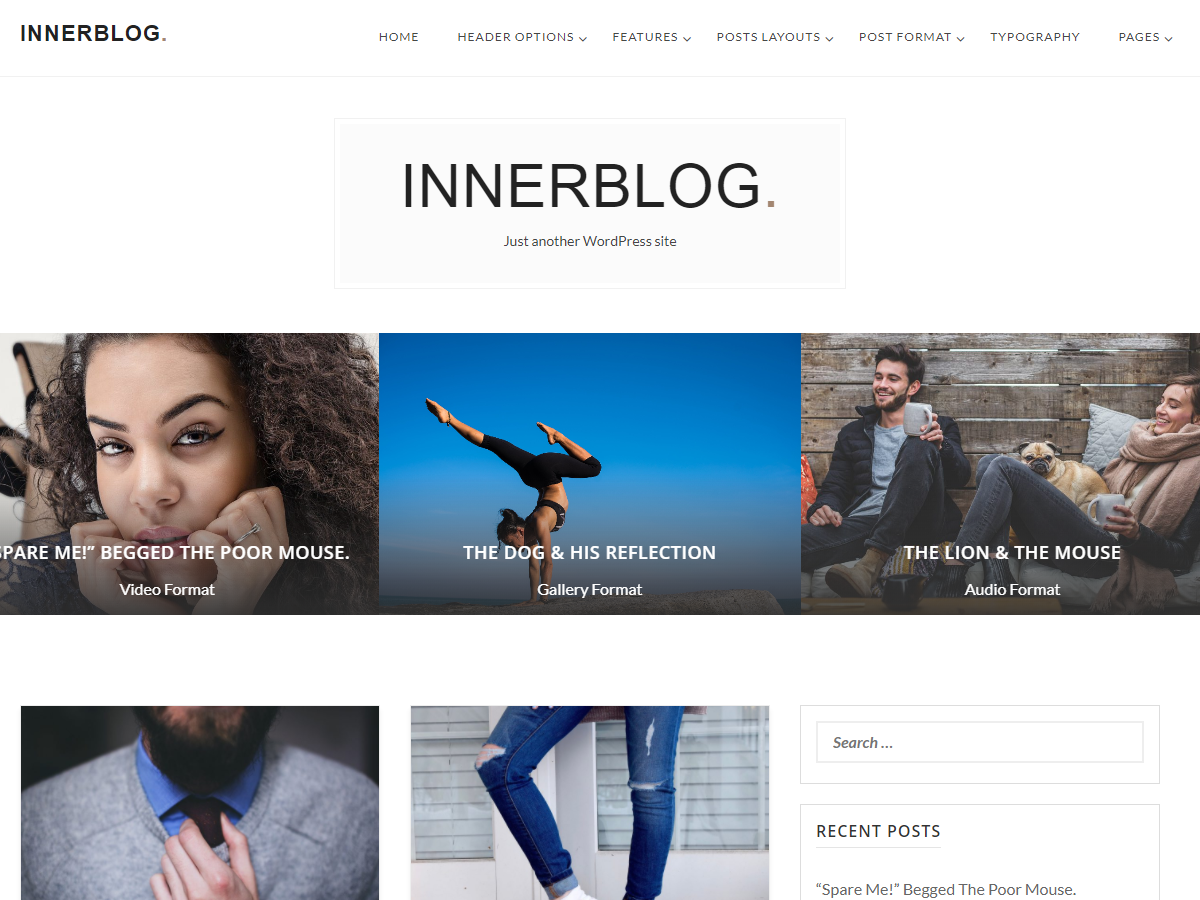 INNERBLOG.
HOME HEADER OPTIONS FEATURES POSTS LAYOUTS POST FORMAT TYPOGRAPHY PAGES
INNERBLOG.
Just another WordPress site
SPARE ME!” BEGGED THE POOR MOUSE.
Video Format
THE DOG & HIS REFLECTION
Gallery Format
THE LION & THE MOUSE
Audio Format
Search …
RECENT POSTS
“Spare Me!” Begged The Poor Mouse.